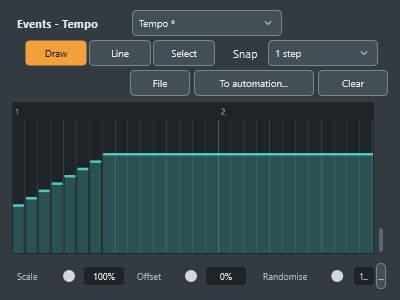 Events - Tempo
Tempo *
Draw
Line
Select
Snap
1 step
File
To automation...
Clear
1
2
Scale
100%
Offset
0%
Randomise
1...
...